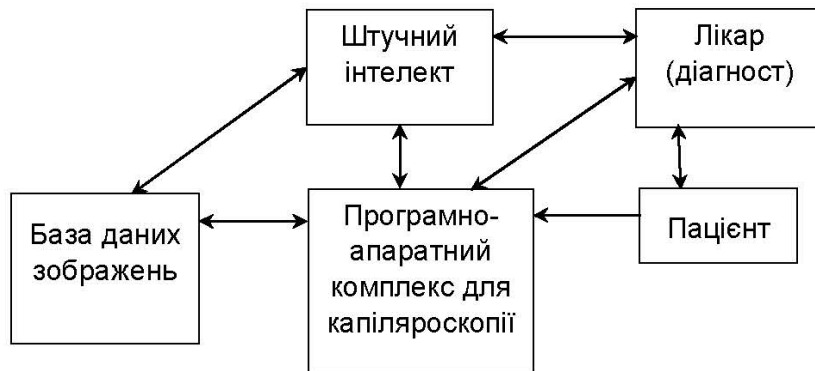 Штучний
інтелект
Лікар
(діагност)
База даних
зображень
Програмно-
апаратний
комплекс для
капіляроскопії
Пацієнт